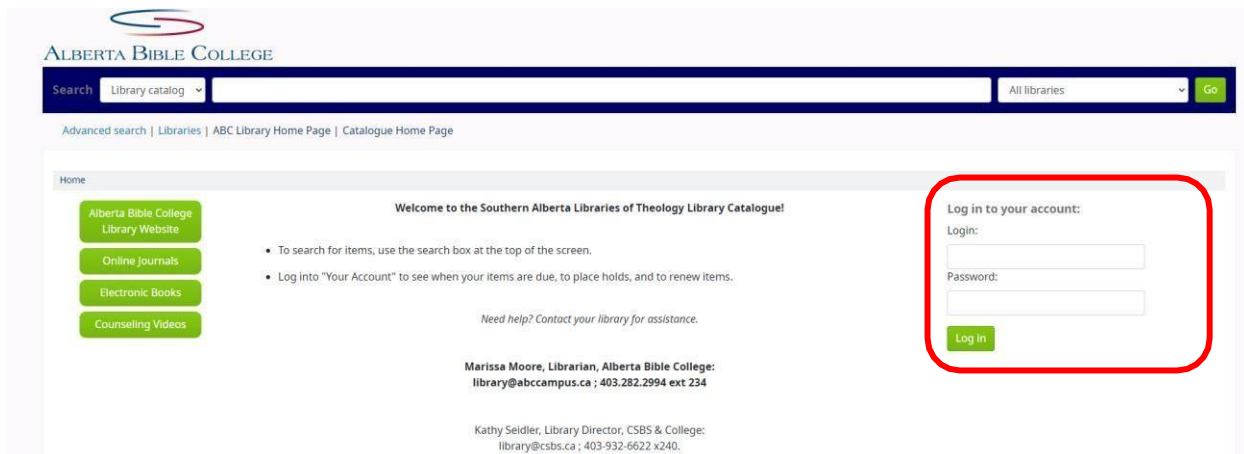 ALBERTA BIBLE COLLEGE
Search Library catalog All libraries Go
Advanced search | Libraries | ABC Library Home Page | Catalogue Home Page
Home
Alberta Bible College
Library Website
Online Journals
Electronic Books
Counseling Videos
Welcome to the Southern Alberta Libraries of Theology Library Catalogue!
• To search for items, use the search box at the top of the screen.
• Log into "Your Account" to see when your items are due, to place holds, and to renew items.
Need help? Contact your library for assistance.
Marissa Moore, Librarian, Alberta Bible College:
library@abccampus.ca ; 403.282.2994 ext 234
Kathy Seidler, Library Director, CSBS & College:
library@csbs.ca ; 403-932-6622 x240.
Log in to your account:
Login:
Password:
Log in